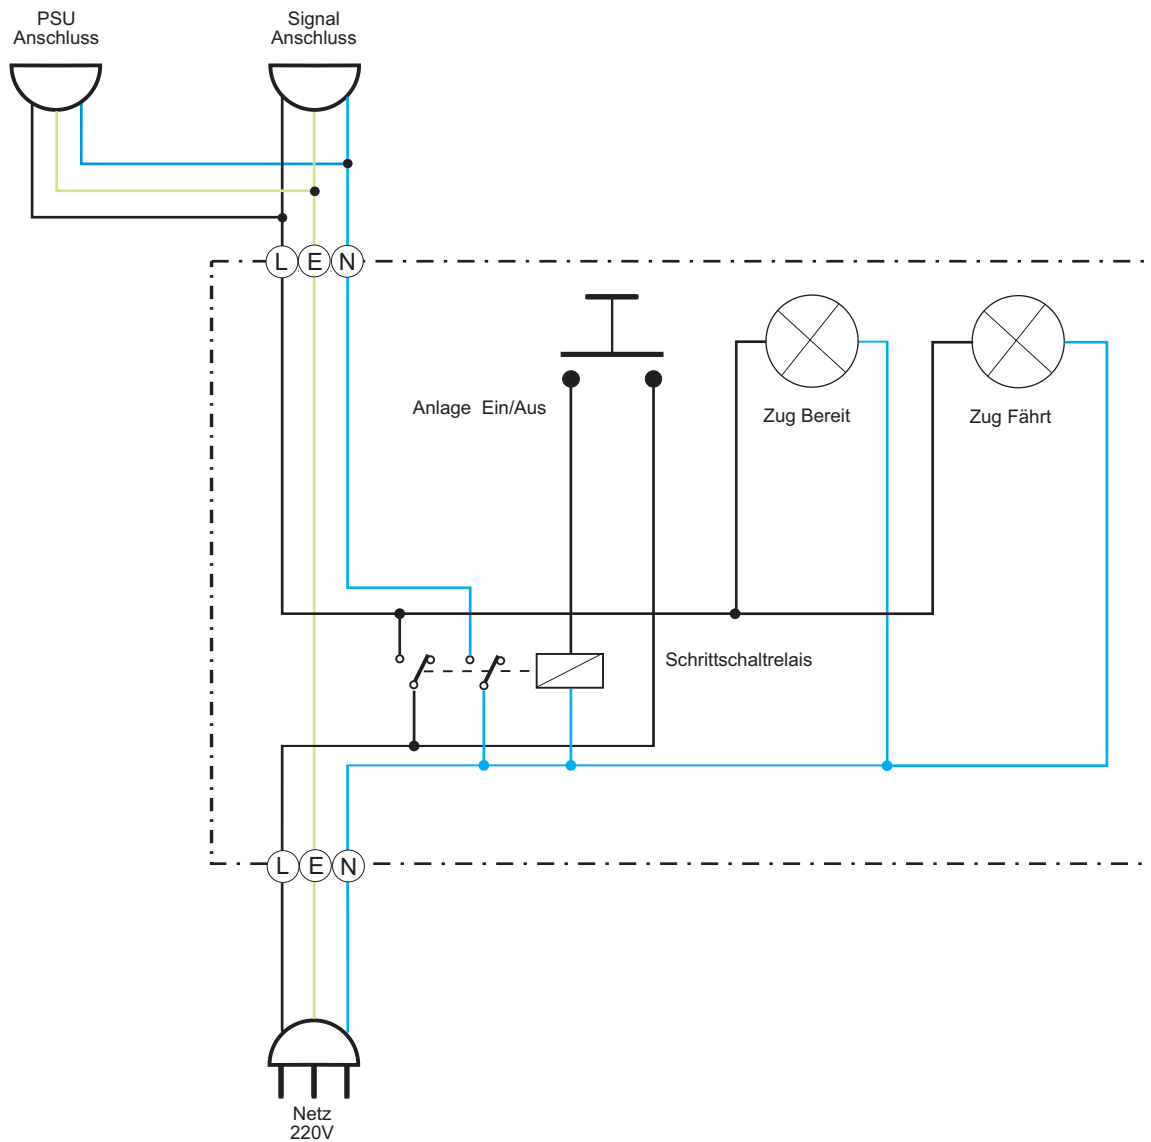 PSU
Anschluss
Signal
Anschluss
L E N
Anlage Ein/Aus
Zug Bereit
Zug Fährt
Schrittschaltrelais
L E N
Netz
220V